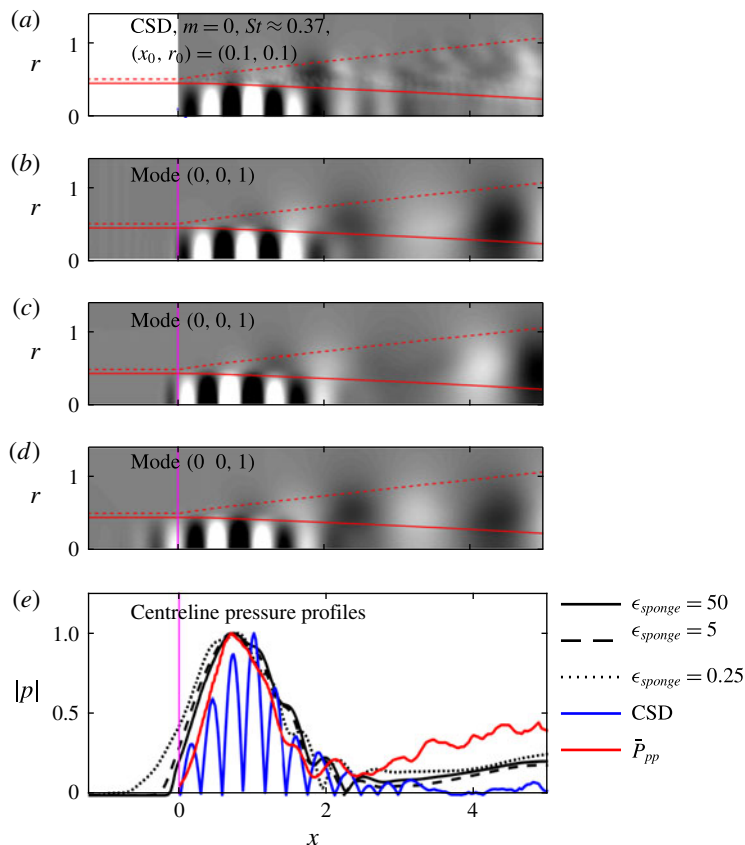 (a)
CSD, m = 0, St ≈ 0.37,
(x0, r0) = (0.1, 0.1)
1
r
0
(b)
Mode (0, 0, 1)
1
r
0
(c)
Mode (0, 0, 1)
1
r
0
(d)
Mode (0 0, 1)
1
r
0
(e)
Centreline pressure profiles
1.0
|p|
0.5
0
0 2 4
x
ϵsponge = 50
ϵsponge = 5
ϵsponge = 0.25
CSD
P̄pp